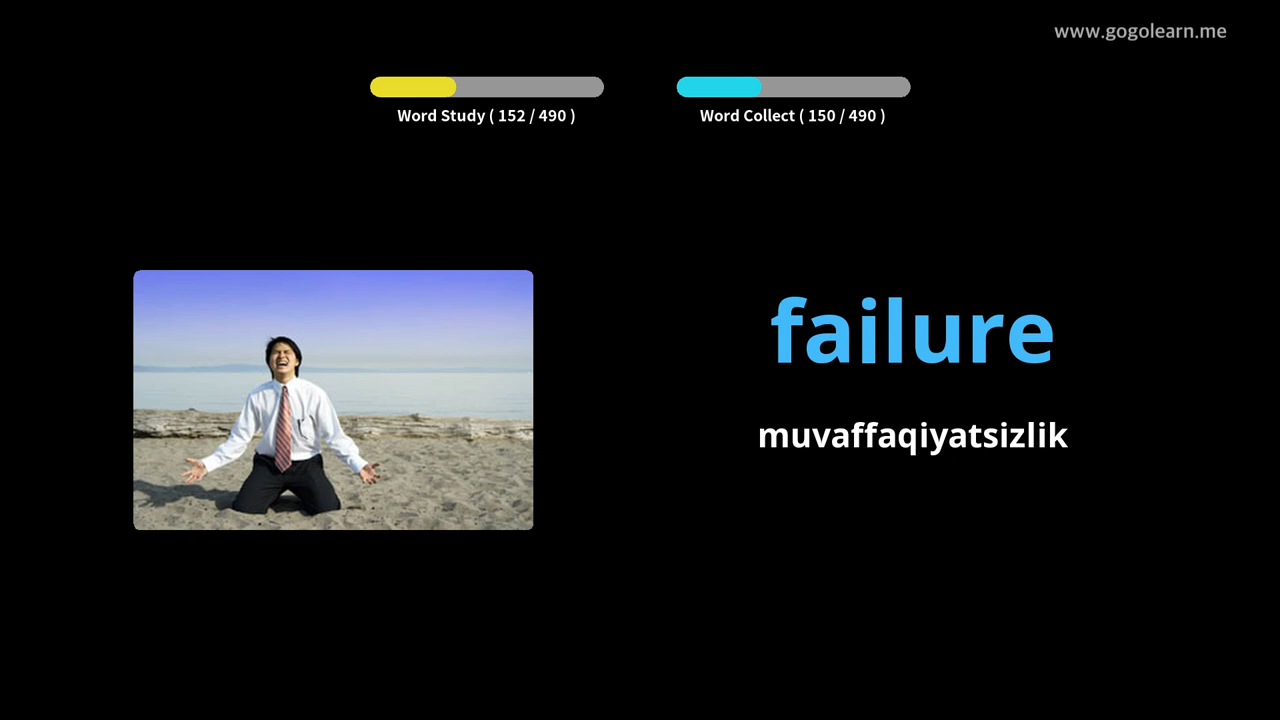 www.gogolearn.me
Word Study ( 152 / 490 )
Word Collect ( 150 / 490 )
failure
muvaffaqiyatsizlik